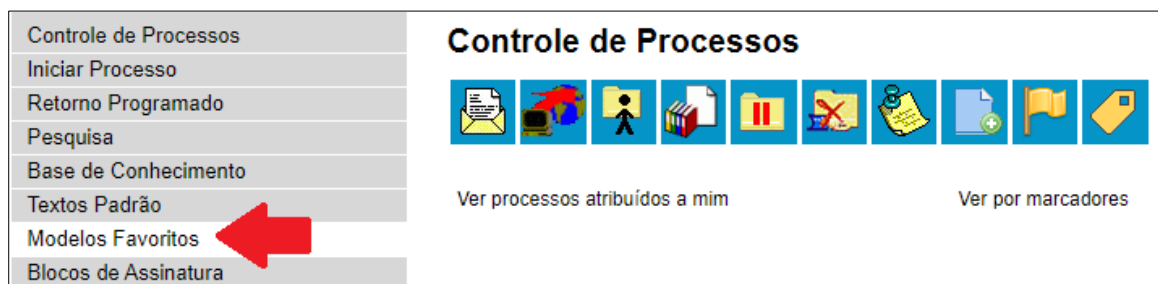 Controle de Processos
Iniciar Processo
Retorno Programado
Pesquisa
Base de Conhecimento
Textos Padrão
Modelos Favoritos
Blocos de Assinatura
Controle de Processos
Ver processos atribuídos a mim
Ver por marcadores